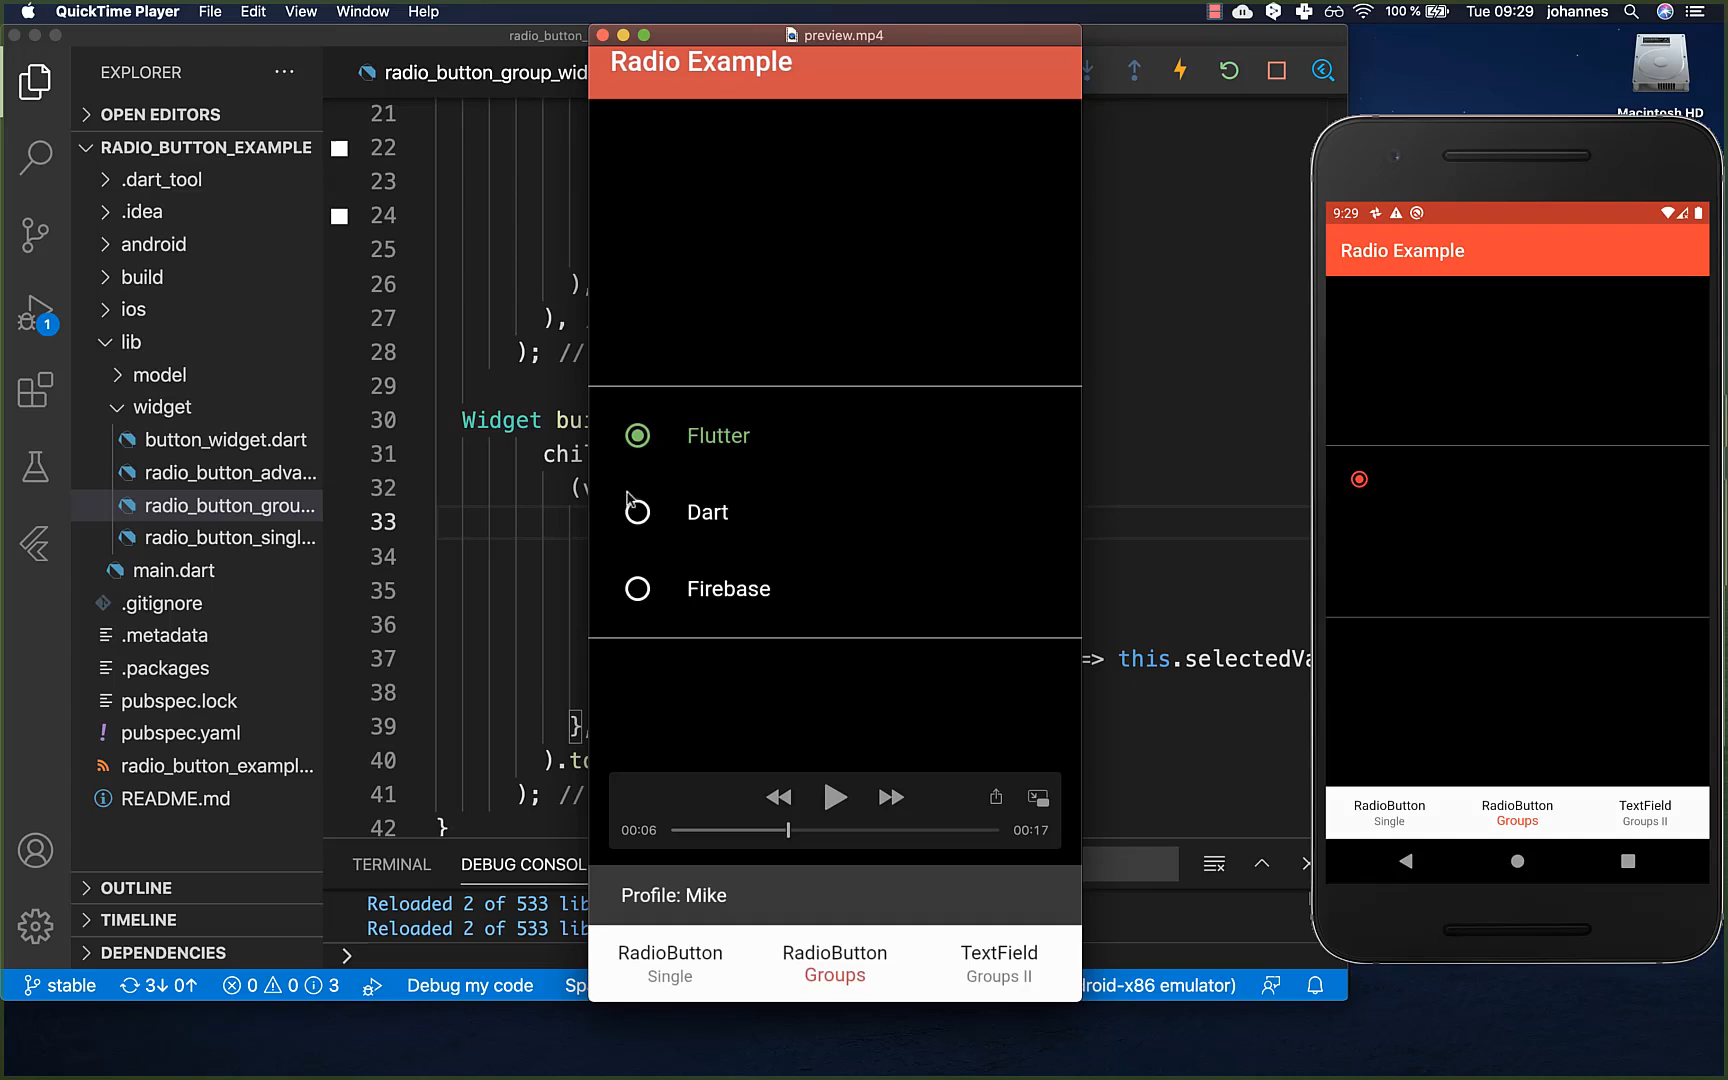 QuickTime Player File Edit View Window Help
100 % Tue 09:29 johannes
radio_button_
preview.mp4
EXPLORER
radio_button_group_wid
OPEN EDITORS
RADIO_BUTTON_EXAMPLE
.dart_tool
.idea
android
build
ios
lib
model
widget
button_widget.dart
radio_button_adva...
radio_button_grou...
radio_button_singl...
main.dart
.gitignore
.metadata
.packages
pubspec.lock
pubspec.yaml
radio_button_exampl...
README.md
OUTLINE
TIMELINE
DEPENDENCIES
21
22
23
24
25
26 ),
27 ), /
28 ); //
29
30 Widget bui
31 chi
32 (v
33
34
35
36
37 => this.selectedVa
38
39 }
40 ).to
41 ); //
42 }
TERMINAL DEBUG CONSOL
Reloaded 2 of 533 lib
Reloaded 2 of 533 lib
stable 3↓ 0↑ 0 0 3 Debug my code Sp
droid-x86 emulator)
1
Radio Example
Flutter
Dart
Firebase
00:06 00:17
Profile: Mike
RadioButton RadioButton TextField
Single Groups Groups II
Macintosh HD
9:29
Radio Example
RadioButton RadioButton TextField
Single Groups Groups II